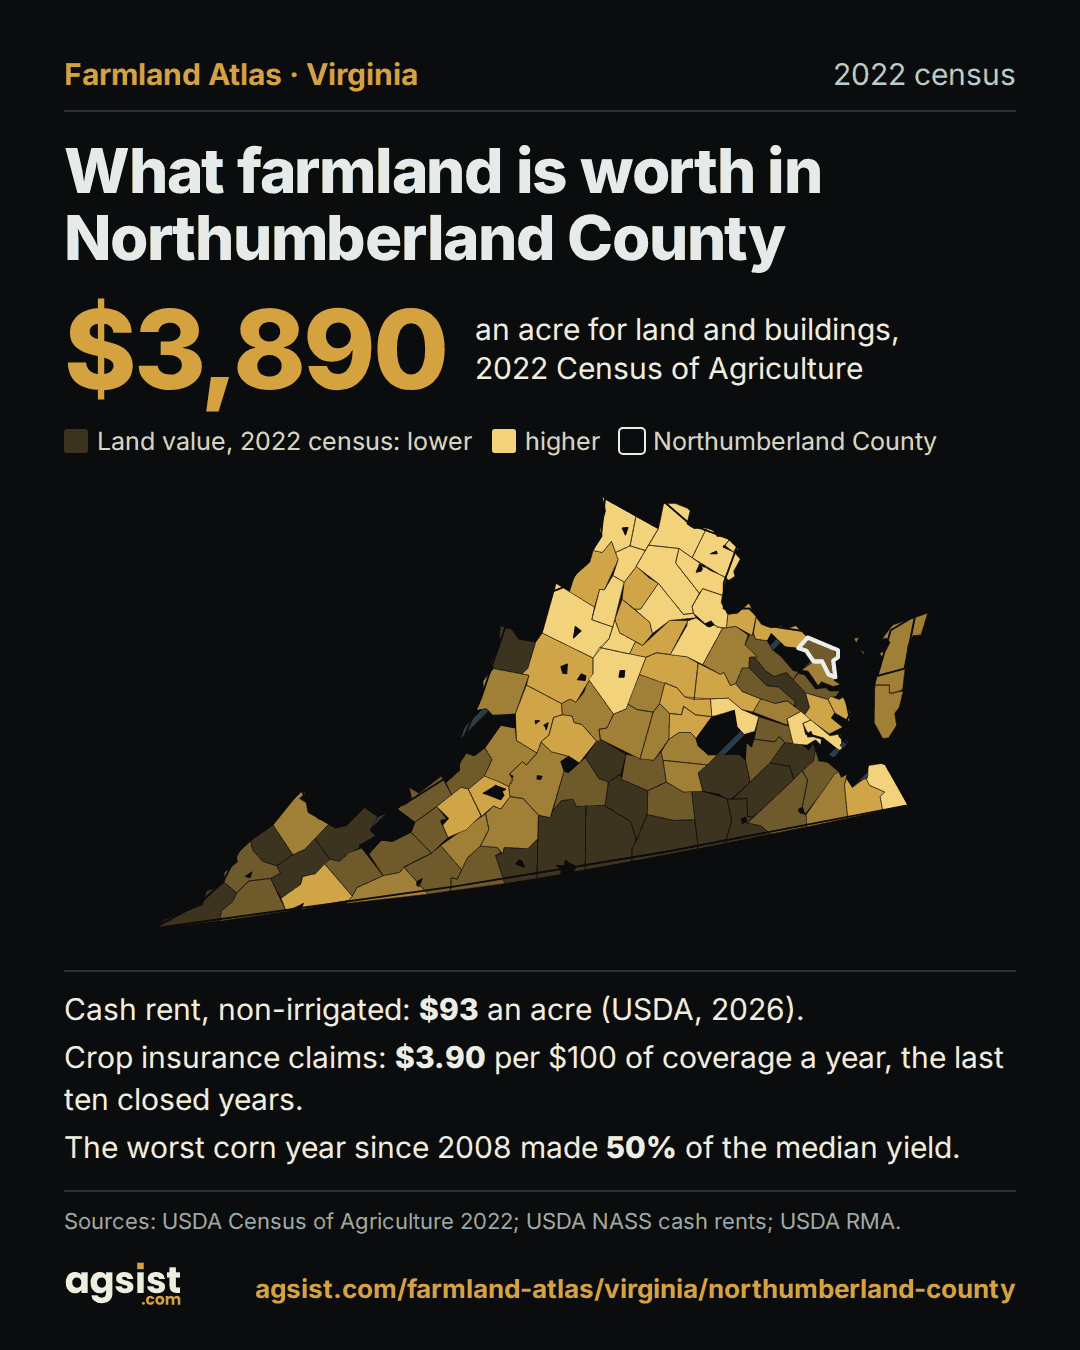 Farmland Atlas · Virginia
2022 census
What farmland is worth in
Northumberland County
$3,890
an acre for land and buildings,
2022 Census of Agriculture
Land value, 2022 census: lower
higher
Northumberland County
Cash rent, non-irrigated: $93 an acre (USDA, 2026).
Crop insurance claims: $3.90 per $100 of coverage a year, the last
ten closed years.
The worst corn year since 2008 made 50% of the median yield.
Sources: USDA Census of Agriculture 2022; USDA NASS cash rents; USDA RMA.
agsist
.com
agsist.com/farmland-atlas/virginia/northumberland-county